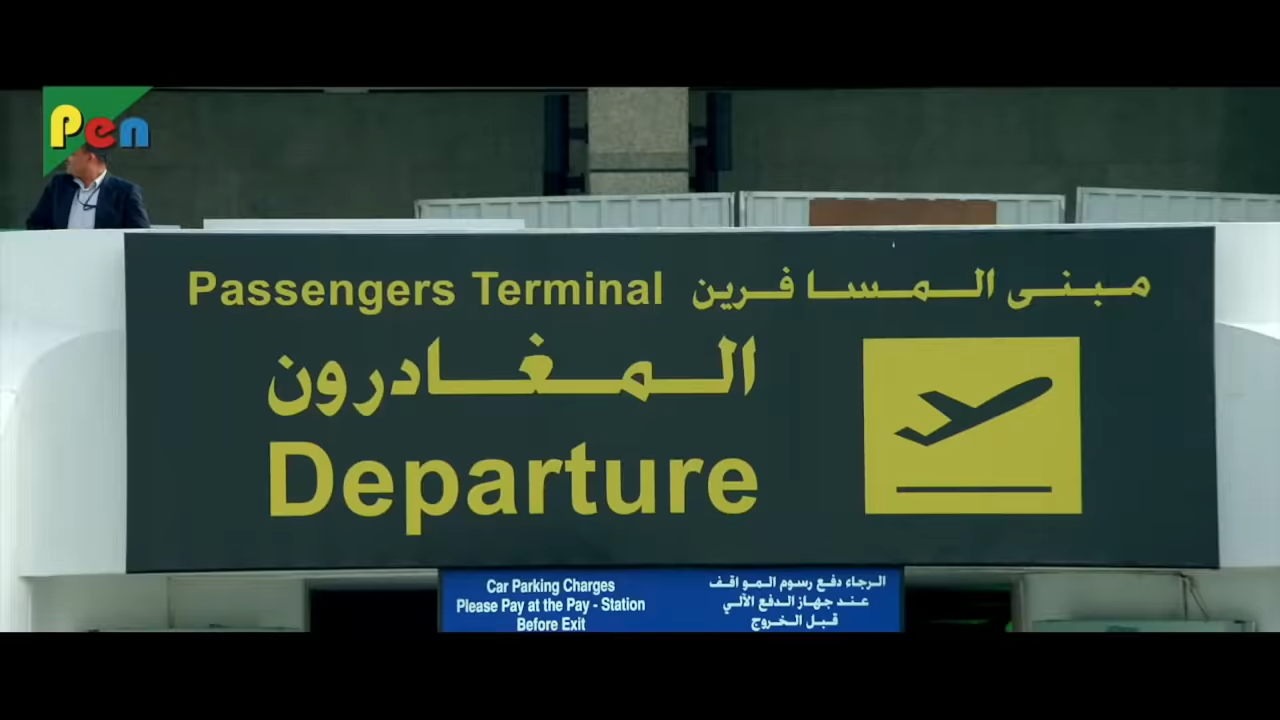 Pen
Passengers Terminal مبنى المسافرين
المغادرون
Departure
Car Parking Charges
Please Pay at the Pay - Station
Before Exit
الرجاء دفع رسوم المواقف
عند جهاز الدفع الألي
قبل الخروج